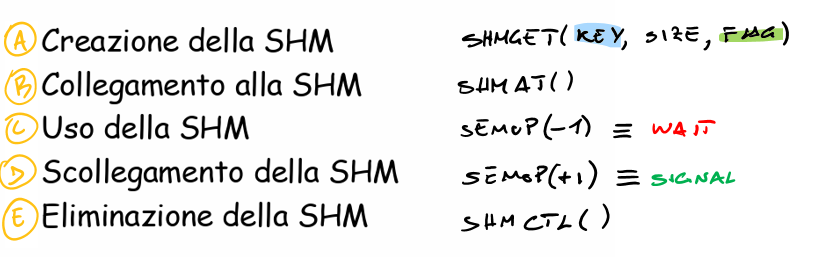 A Creazione della SHM SHMGET(KEY, SIZE, FLAG)
B Collegamento alla SHM SHMAT()
C Uso della SHM SEMOP(-1) ≡ WAIT
D Scollegamento della SHM SEMOP(+1) ≡ SIGNAL
E Eliminazione della SHM SHMCTL()